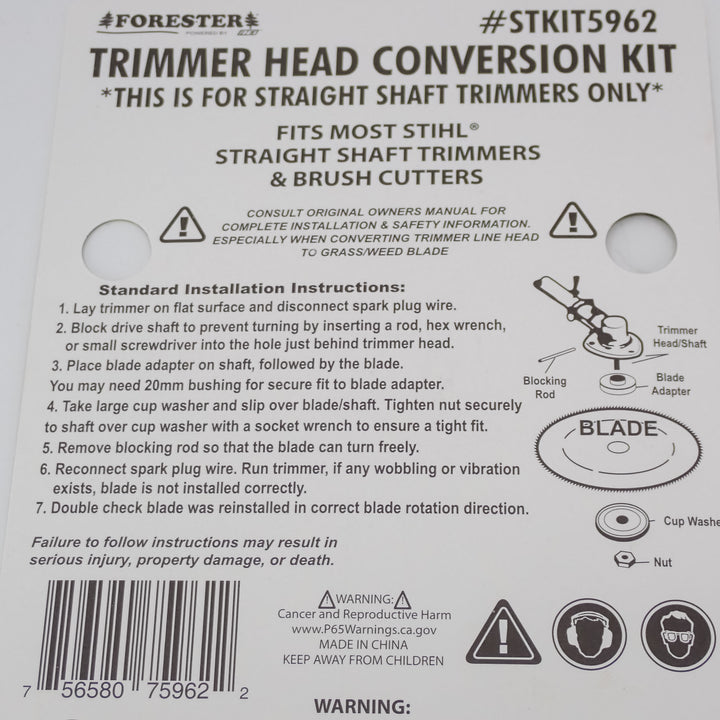 FORESTER
POWERED BY
#STKIT5962
TRIMMER HEAD CONVERSION KIT
*THIS IS FOR STRAIGHT SHAFT TRIMMERS ONLY*
FITS MOST STIHL®
STRAIGHT SHAFT TRIMMERS
& BRUSH CUTTERS
CONSULT ORIGINAL OWNERS MANUAL FOR
COMPLETE INSTALLATION & SAFETY INFORMATION.
ESPECIALLY WHEN CONVERTING TRIMMER LINE HEAD
TO GRASS/WEED BLADE
Standard Installation Instructions:
1. Lay trimmer on flat surface and disconnect spark plug wire.
2. Block drive shaft to prevent turning by inserting a rod, hex wrench,
or small screwdriver into the hole just behind trimmer head.
3. Place blade adapter on shaft, followed by the blade.
You may need 20mm bushing for secure fit to blade adapter.
4. Take large cup washer and slip over blade/shaft. Tighten nut securely
to shaft over cup washer with a socket wrench to ensure a tight fit.
5. Remove blocking rod so that the blade can turn freely.
6. Reconnect spark plug wire. Run trimmer, if any wobbling or vibration
exists, blade is not installed correctly.
7. Double check blade was reinstalled in correct blade rotation direction.
Trimmer
Head/Shaft
Blocking
Rod
Blade
Adapter
BLADE
Cup Washe
Nut
Failure to follow instructions may result in
serious injury, property damage, or death.
WARNING:
Cancer and Reproductive Harm
www.P65Warnings.ca.gov
MADE IN CHINA
KEEP AWAY FROM CHILDREN
7 56580 75962 2
WARNING: